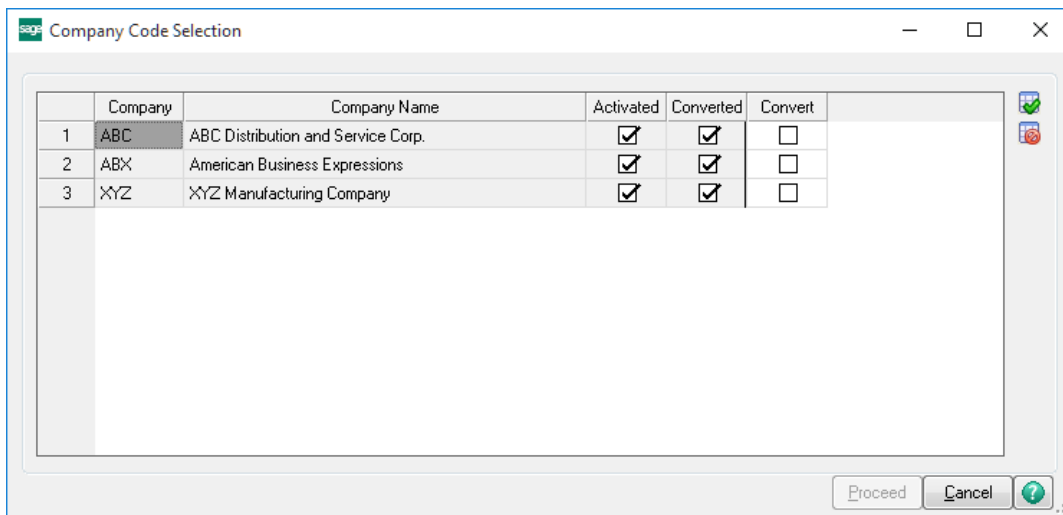 sage Company Code Selection
Company Company Name Activated Converted Convert
1 ABC ABC Distribution and Service Corp.
2 ABX American Business Expressions
3 XYZ XYZ Manufacturing Company
Proceed Cancel ?